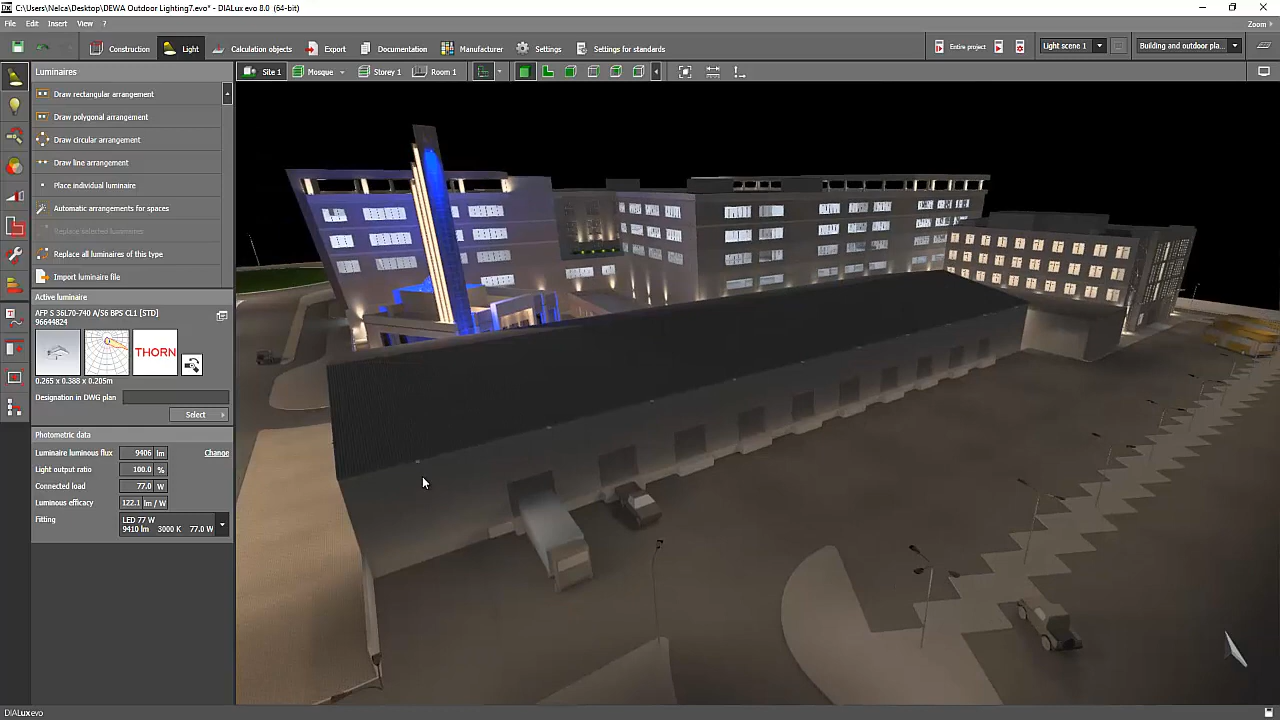 C:\Users\Nelca\Desktop\DEWA Outdoor Lighting7.evo* - DIALux evo 8.0 (64-bit)
File Edit Insert View ?
Zoom
Construction Light Calculation objects Export Documentation Manufacturer Settings Settings for standards
Entire project Light scene 1 Building and outdoor pla...
Luminaires
Site 1 Mosque Storey 1 Room 1
Draw rectangular arrangement
Draw polygonal arrangement
Draw circular arrangement
Draw line arrangement
Place individual luminaire
Automatic arrangements for spaces
Replace selected luminaires
Replace all luminaires of this type
Import luminaire file
Active luminaire
AFP S 36L70-740 A/S6 BPS CL1 [STD]
96644824
THORN
0.265 x 0.388 x 0.205m
Designation in DWG plan
Select
Photometric data
Luminaire luminous flux 9406 lm Change
Light output ratio 100.0 %
Connected load 77.0 W
Luminous efficacy 122.1 lm / W
Fitting LED 77 W
9410 lm 3000 K 77.0 W
DIALux evo